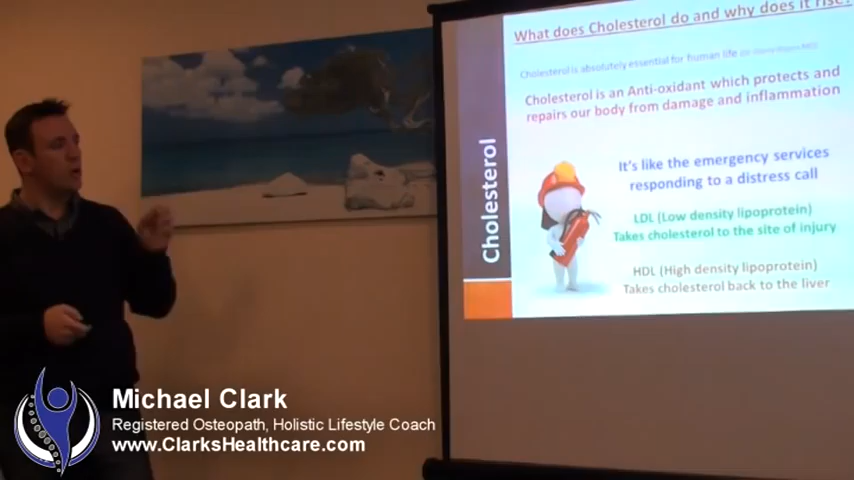 What does Cholesterol do and why does it rise?
Cholesterol is absolutely essential for human life
Cholesterol is an Anti-oxidant which protects and
repairs our body from damage and inflammation
Cholesterol
It's like the emergency services
responding to a distress call
LDL (Low density lipoprotein)
Takes cholesterol to the site of injury
HDL (High density lipoprotein)
Takes cholesterol back to the liver
Michael Clark
Registered Osteopath, Holistic Lifestyle Coach
www.ClarksHealthcare.com